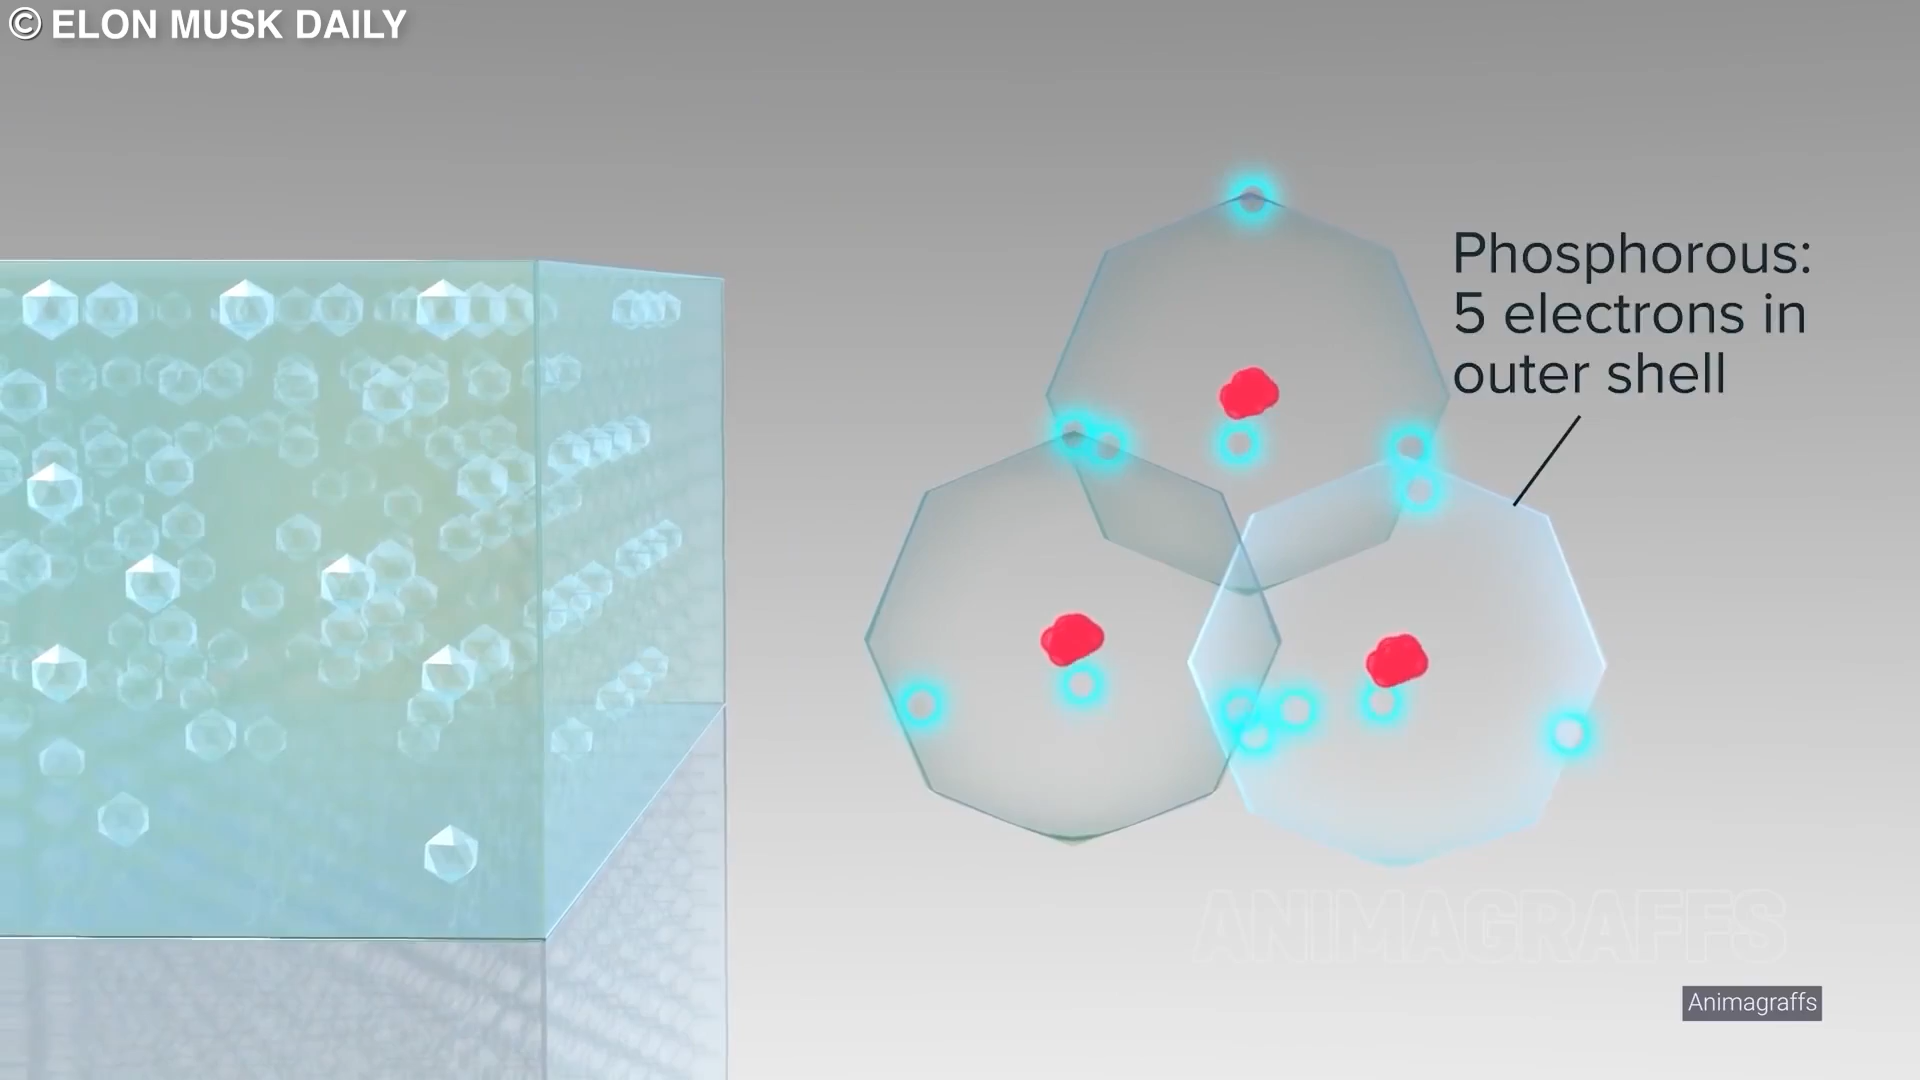 © ELON MUSK DAILY
Phosphorous:
5 electrons in
outer shell
ANIMAGRAFFS
Animagraffs